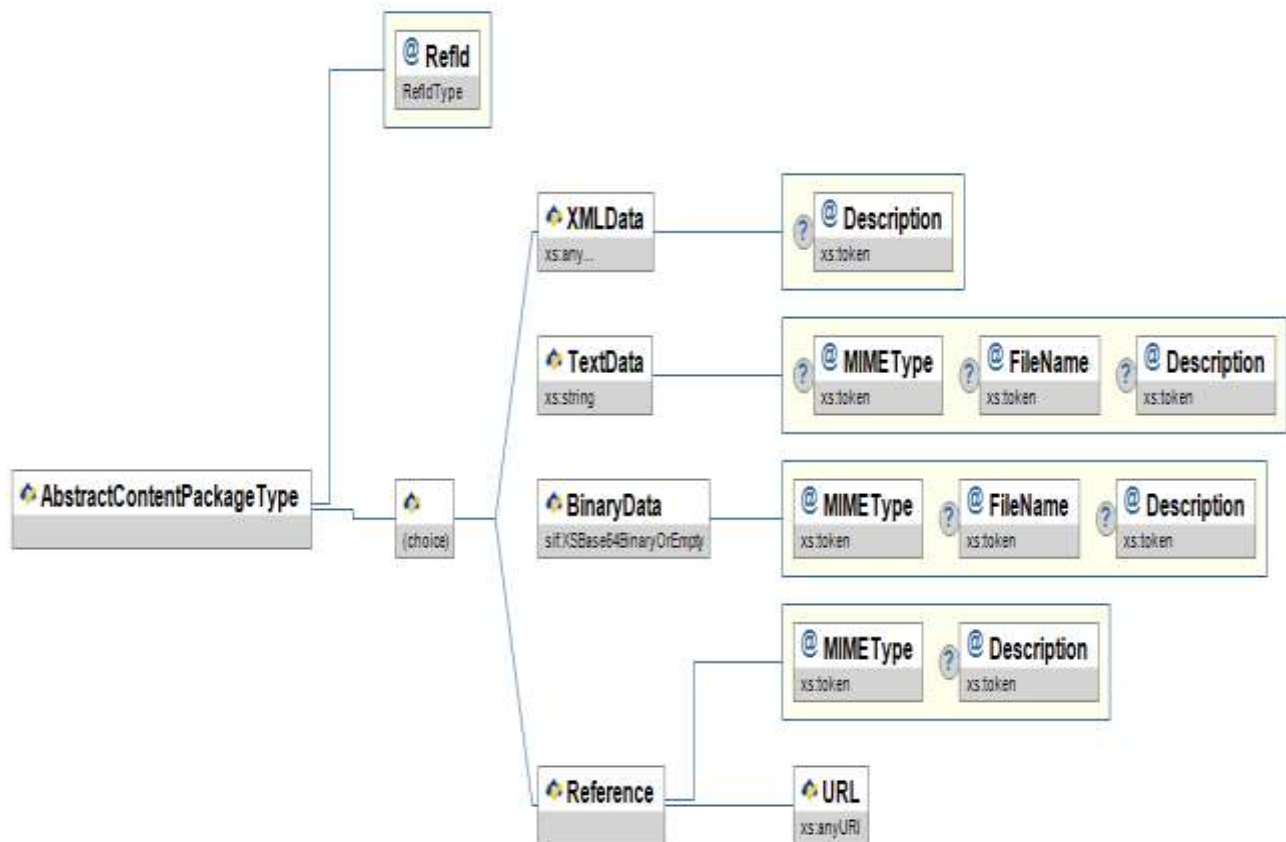 @ RefId
RefIdType
XMLData
xs:any...
? @ Description
xs:token
TextData
xs:string
? @ MIMEType
xs:token
? @ FileName
xs:token
? @ Description
xs:token
AbstractContentPackageType
(choice)
BinaryData
sif:XSBase64BinaryOrEmpty
@ MIMEType
xs:token
? @ FileName
xs:token
? @ Description
xs:token
@ MIMEType
xs:token
? @ Description
xs:token
Reference
URL
xs:anyURI